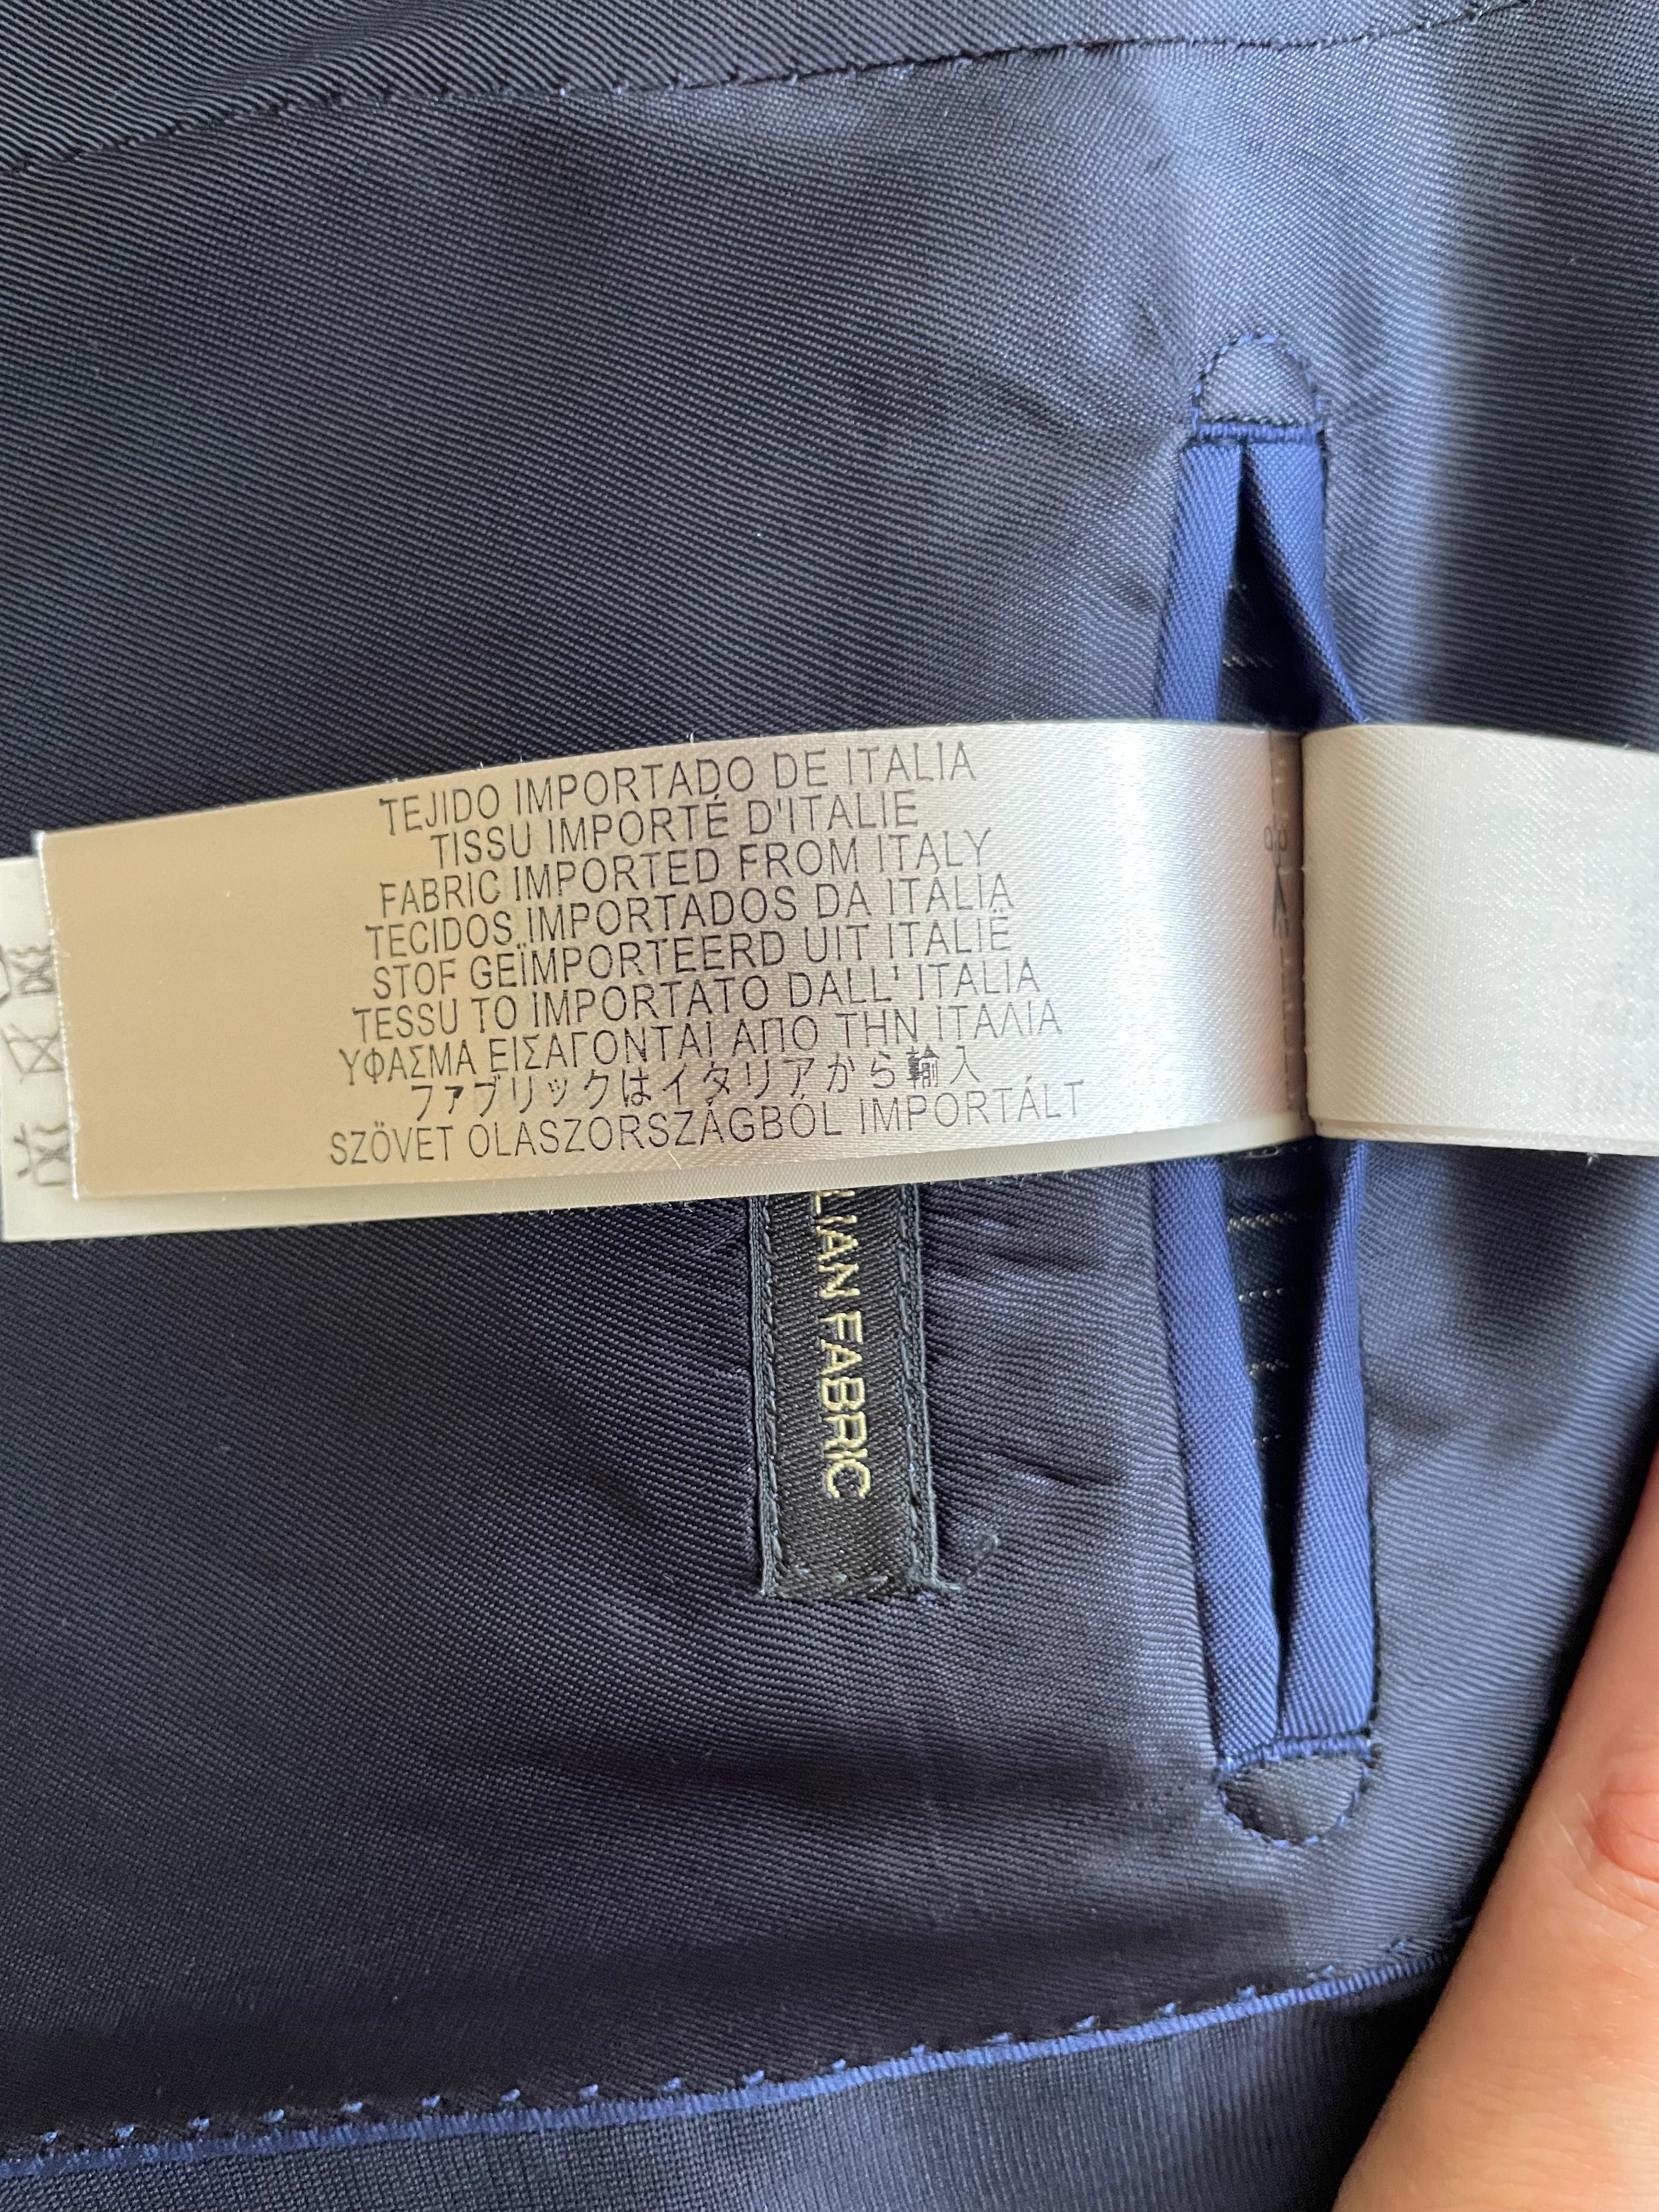 TEJIDO IMPORTADO DE ITALIA
TISSU IMPORTÉ D'ITALIE
FABRIC IMPORTED FROM ITALY
TECIDOS IMPORTADOS DA ITÁLIA
STOF GEÏMPORTEERD UIT ITALIË
TESSU TO IMPORTATO DALL' ITALIA
ΥΦΑΣΜΑ ΕΙΣΑΓΟΝΤΑΙ ΑΠΟ ΤΗΝ ΙΤΑΛΙΑ
ファブリックはイタリアから輸入
SZÖVET OLASZORSZÁGBÓL IMPORTÁLT
LIAN FABRIC